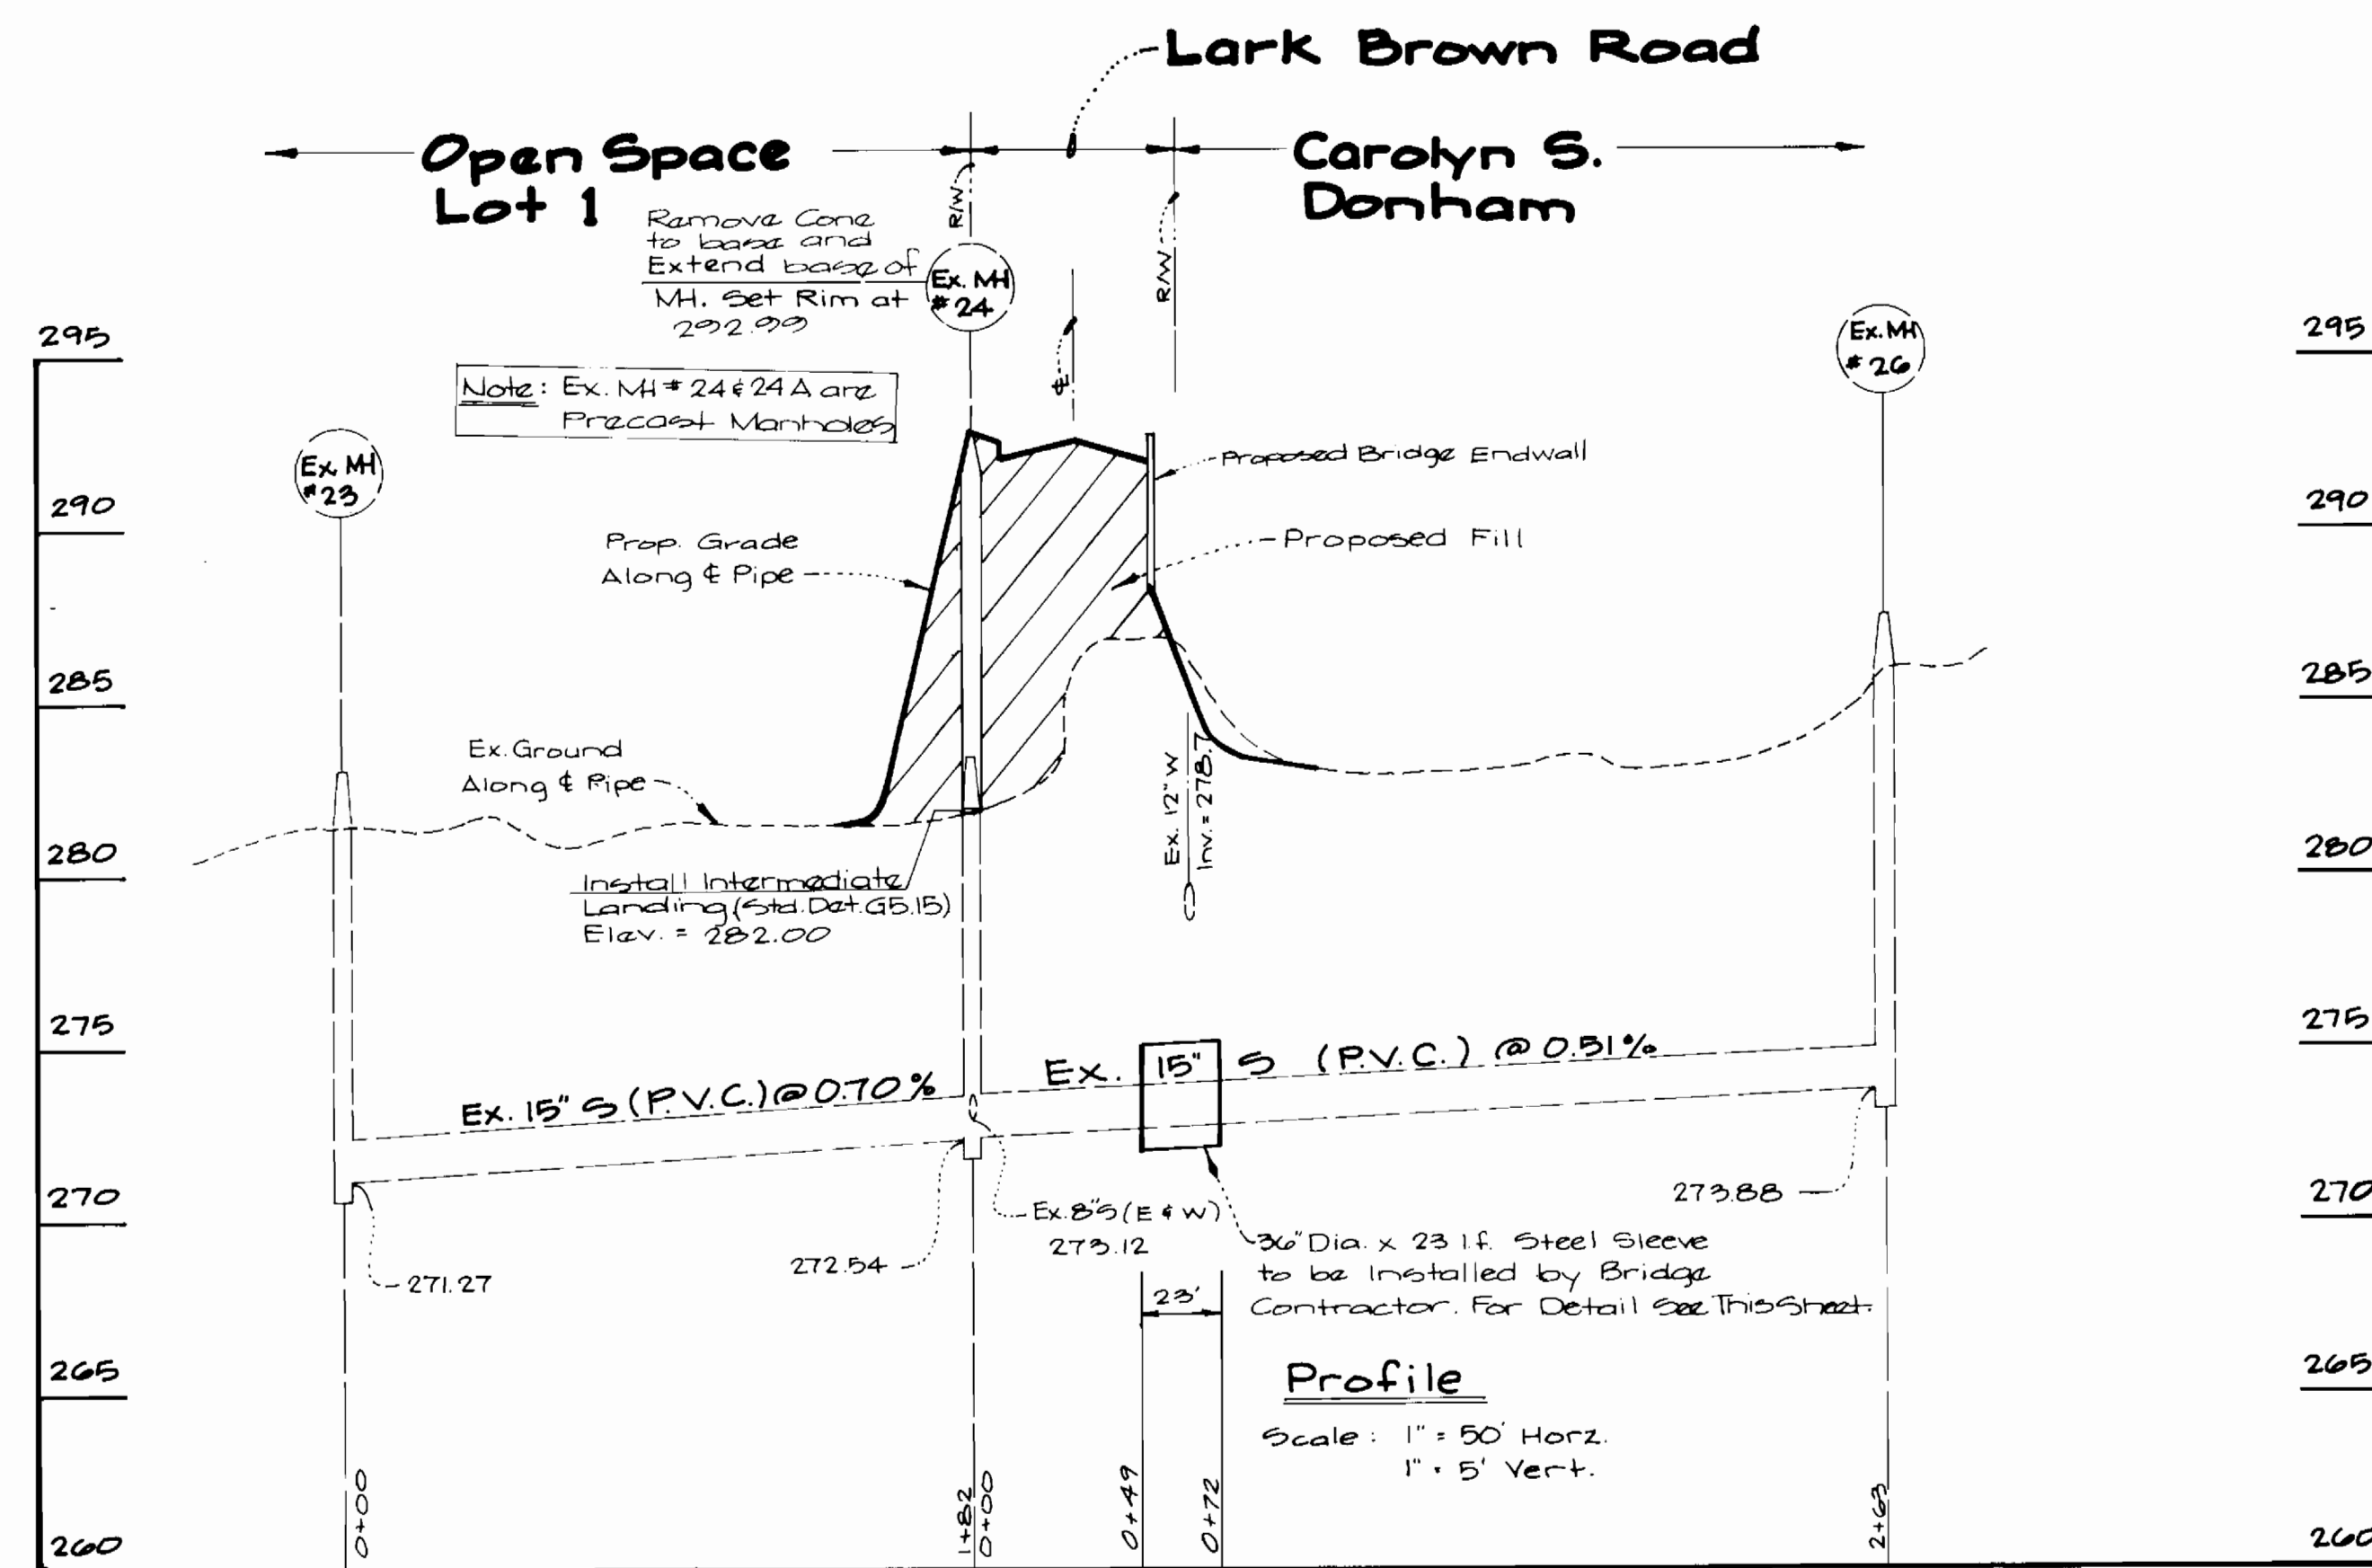 Lark Brown Road
Open Space
Lot 1
Carolyn S.
Donham
R/W
R/W
Remove Cone
to base and
Extend base of
MH. Set Rim at
292.99
Ex. MH
#24
Ex. MH
#26
Note: Ex. MH # 24 & 24 A are
Precast Manholes
℄
Ex. MH
#23
295
290
285
280
275
270
265
260
295
290
285
280
275
270
265
260
Proposed Bridge Endwall
Prop. Grade
Along ℄ Pipe
Proposed Fill
Ex. Ground
Along ℄ Pipe
Ex. 12" W
Inv. = 278.7
Install Intermediate
Landing (Std. Det. G5.15)
Elev. = 282.00
Ex. 15" S (P.V.C.) @ 0.70%
Ex. 15" S (P.V.C.) @ 0.51%
271.27
272.54
Ex. 8" S (E & W)
273.12
273.88
36" Dia. x 23 l.f. Steel Sleeve
to be Installed by Bridge
Contractor. For Detail See This Sheet.
23'
Profile
Scale: 1" = 50' Horz.
1" = 5' Vert.
0+00
1+82
0+00
0+49
0+72
2+63